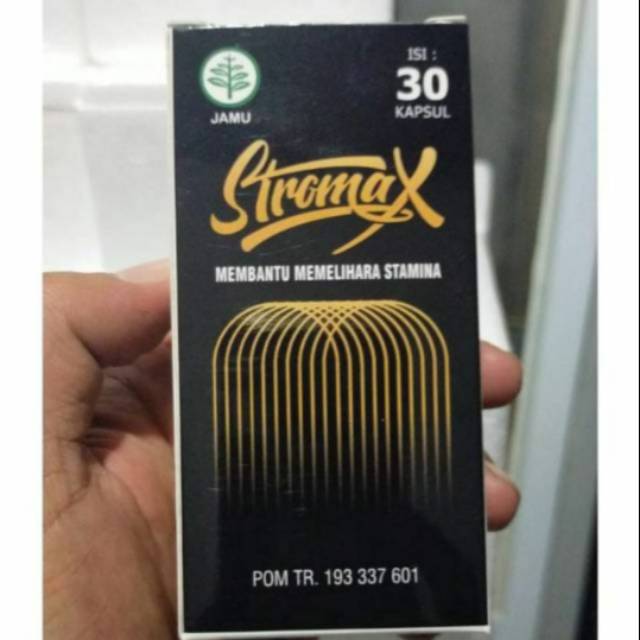 JAMU
ISI :
30
KAPSUL
Stromax
MEMBANTU MEMELIHARA STAMINA
POM TR. 193 337 601